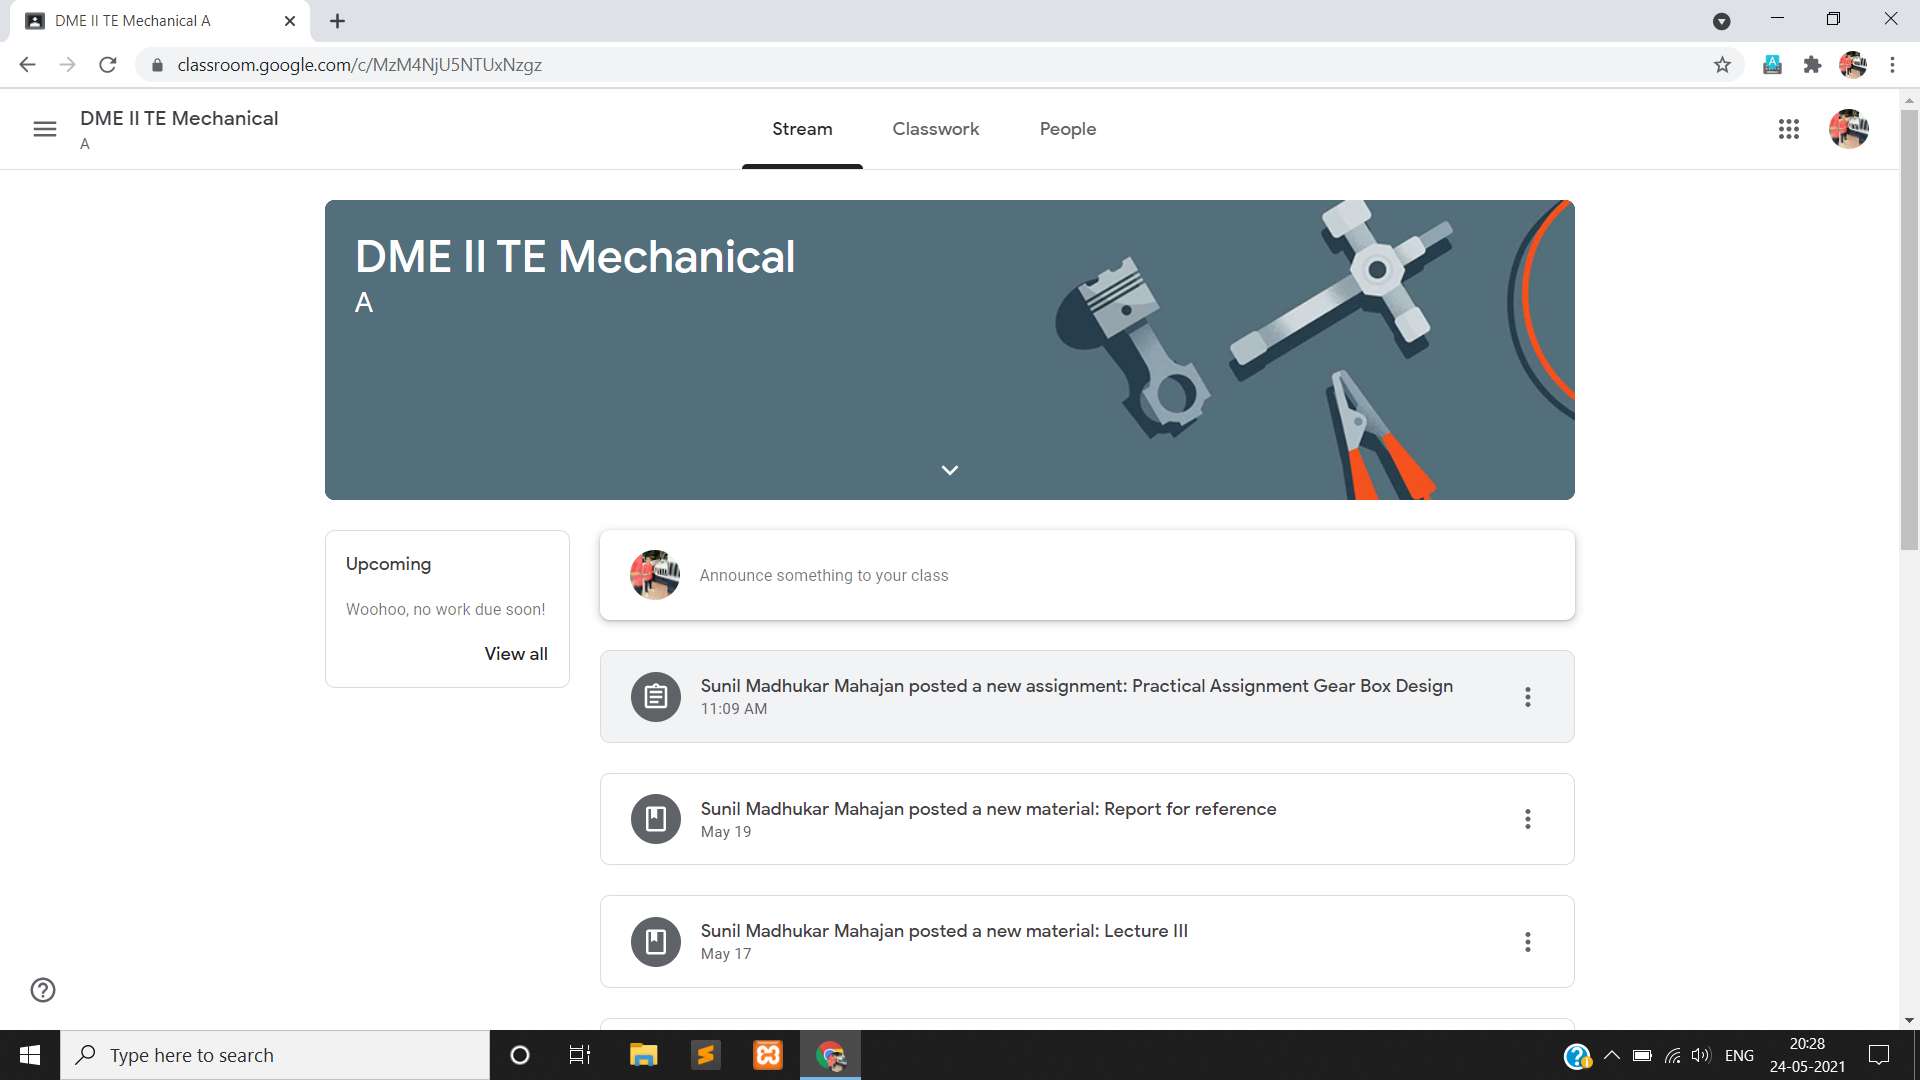 DME II TE Mechanical A
classroom.google.com/c/MzM4NjU5NTUxNzgz
DME II TE Mechanical
A
Stream
Classwork
People
DME II TE Mechanical
A
Upcoming
Woohoo, no work due soon!
View all
Announce something to your class
Sunil Madhukar Mahajan posted a new assignment: Practical Assignment Gear Box Design
11:09 AM
Sunil Madhukar Mahajan posted a new material: Report for reference
May 19
Sunil Madhukar Mahajan posted a new material: Lecture III
May 17
Type here to search
ENG
20:28
24-05-2021